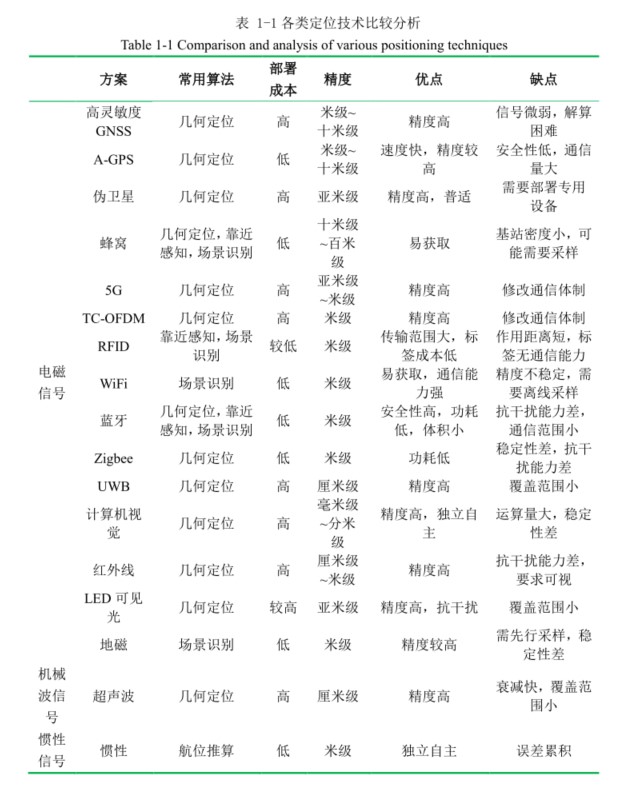 表 1-1 各类定位技术比较分析
Table 1-1 Comparison and analysis of various positioning techniques
方案 常用算法 部署成本 精度 优点 缺点
电磁信号
高灵敏度GNSS 几何定位 高 米级~十米级 精度高 信号微弱，解算困难
A-GPS 几何定位 低 米级~十米级 速度快，精度较高 安全性低，通信量大
伪卫星 几何定位 高 亚米级 精度高，普适 需要部署专用设备
蜂窝 几何定位，靠近感知，场景识别 低 十米级~百米级 易获取 基站密度小，可能需要采样
5G 几何定位 高 亚米级~米级 精度高 修改通信体制
TC-OFDM 几何定位 高 米级 精度高 修改通信体制
RFID 靠近感知，场景识别 较低 米级 传输范围大，标签成本低 作用距离短，标签无通信能力
WiFi 场景识别 低 米级 易获取，通信能力强 精度不稳定，需要离线采样
蓝牙 几何定位，靠近感知，场景识别 低 米级 安全性高，功耗低，体积小 抗干扰能力差，通信范围小
Zigbee 几何定位 低 米级 功耗低 稳定性差，抗干扰能力差
UWB 几何定位 高 厘米级 精度高 覆盖范围小
计算机视觉 几何定位 高 毫米级~分米级 精度高，独立自主 运算量大，稳定性差
红外线 几何定位 高 厘米级~米级 精度高 抗干扰能力差，要求可视
LED 可见光 几何定位 较高 亚米级 精度高，抗干扰 覆盖范围小
地磁 场景识别 低 米级 精度较高 需先行采样，稳定性差
机械波信号 超声波 几何定位 高 厘米级 精度高 衰减快，覆盖范围小
惯性信号 惯性 航位推算 低 米级 独立自主 误差累积